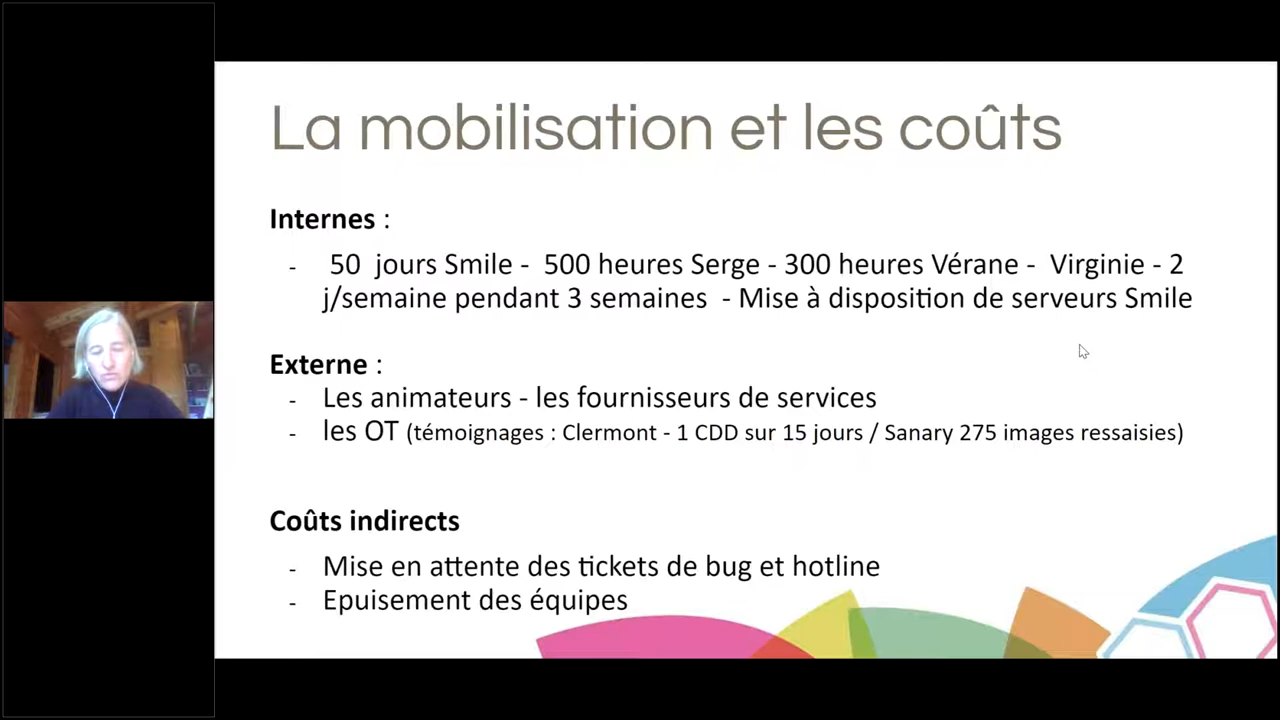 La mobilisation et les coûts
Internes :
- 50 jours Smile - 500 heures Serge - 300 heures Vérane - Virginie - 2
j/semaine pendant 3 semaines - Mise à disposition de serveurs Smile
Externe :
- Les animateurs - les fournisseurs de services
- les OT (témoignages : Clermont - 1 CDD sur 15 jours / Sanary 275 images ressaisies)
Coûts indirects
- Mise en attente des tickets de bug et hotline
- Epuisement des équipes